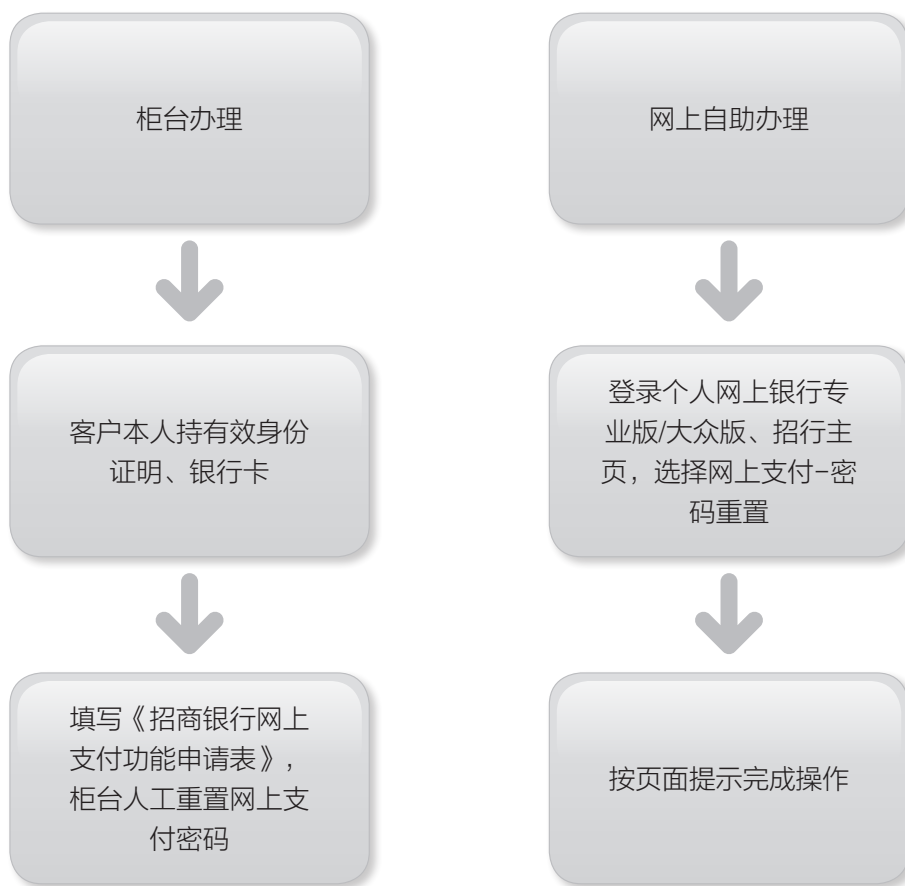 柜台办理
网上自助办理
客户本人持有效身份
证明、银行卡
登录个人网上银行专
业版/大众版、招行主
页，选择网上支付-密
码重置
填写《招商银行网上
支付功能申请表》，
柜台人工重置网上支
付密码
按页面提示完成操作